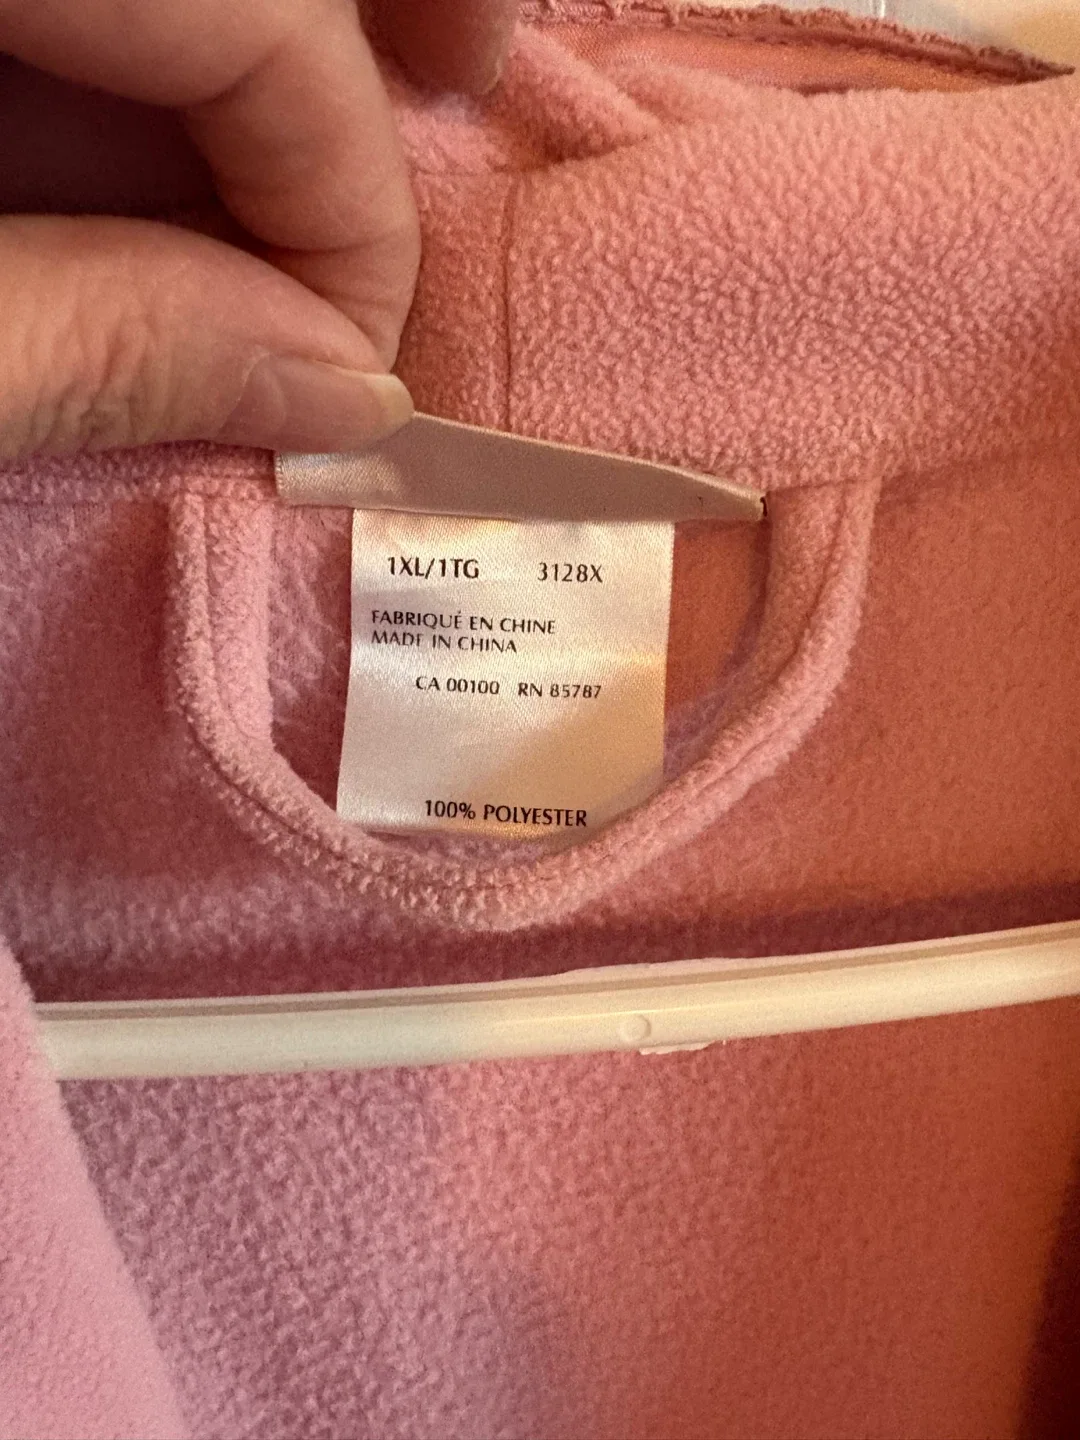 1XL/1TG 3128X
FABRIQUÉ EN CHINE
MADE IN CHINA
CA 00100 RN 85787
100% POLYESTER